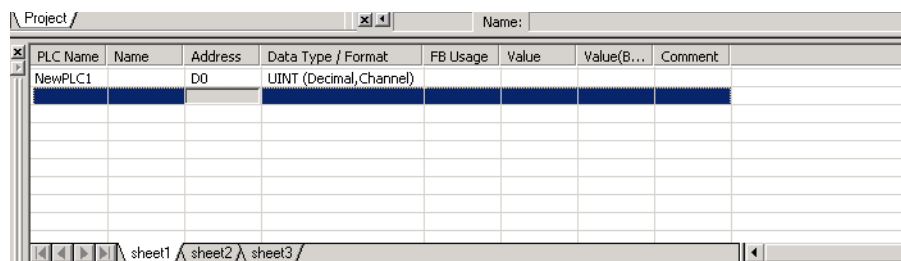 Project
Name:
PLC Name Name Address Data Type / Format FB Usage Value Value(B... Comment
NewPLC1 D0 UINT (Decimal,Channel)
sheet1 sheet2 sheet3